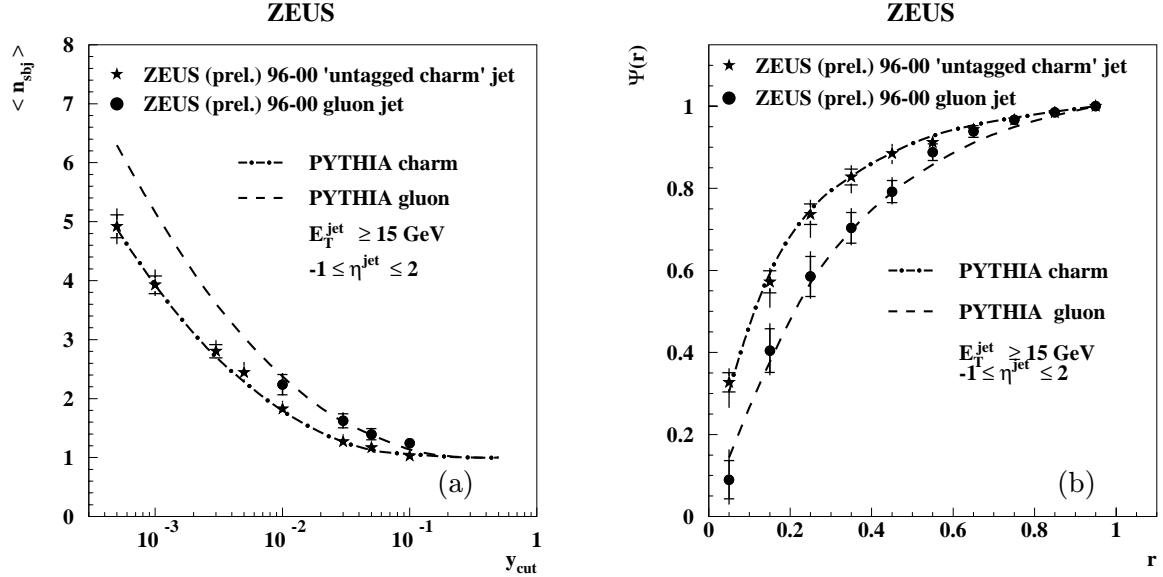 ZEUS
< n_sbj >
8
7
6
5
4
3
2
1
0
ZEUS (prel.) 96-00 'untagged charm' jet
ZEUS (prel.) 96-00 gluon jet
PYTHIA charm
PYTHIA gluon
E_T^jet ≥ 15 GeV
-1 ≤ η^jet ≤ 2
(a)
10^-3 10^-2 10^-1 1
y_cut
ZEUS
Ψ(r)
1
0.8
0.6
0.4
0.2
0
ZEUS (prel.) 96-00 'untagged charm' jet
ZEUS (prel.) 96-00 gluon jet
PYTHIA charm
PYTHIA gluon
E_T^jet ≥ 15 GeV
-1 ≤ η^jet ≤ 2
(b)
0 0.2 0.4 0.6 0.8 1
r